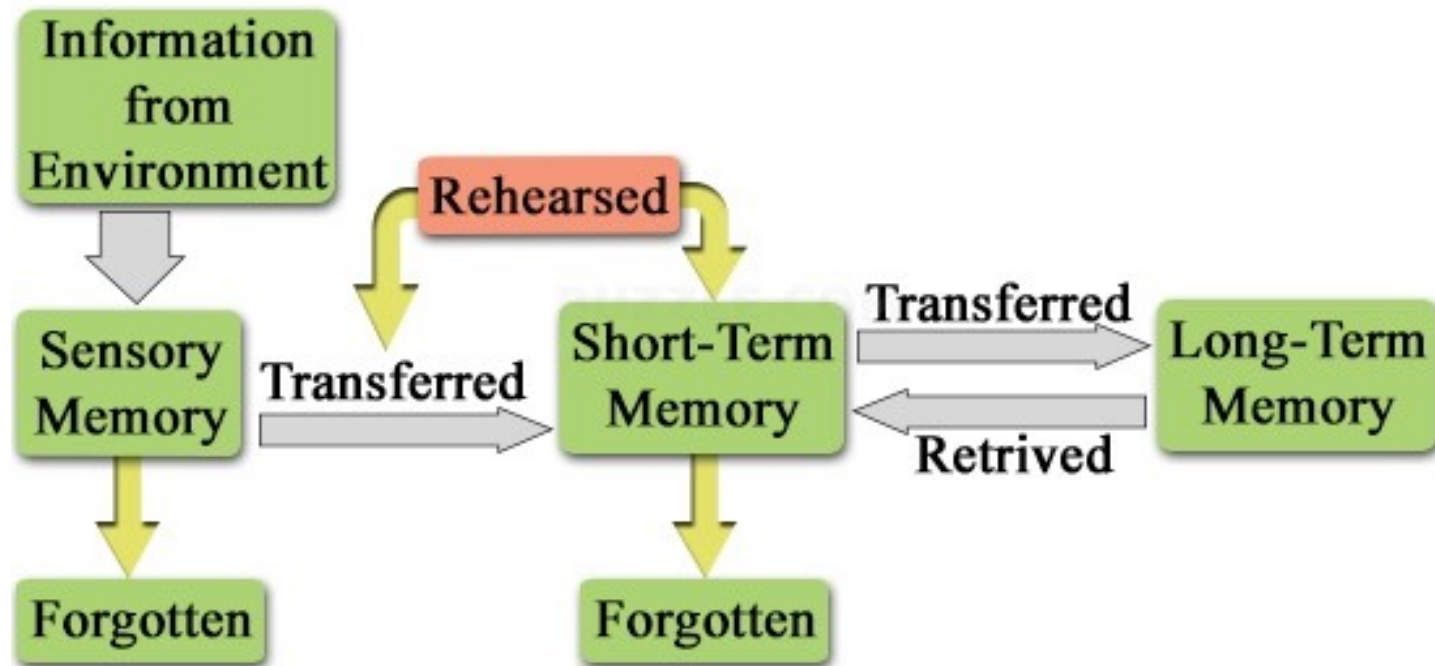 Information
from
Environment
Rehearsed
Sensory
Memory
Transferred
Short-Term
Memory
Transferred
Retrived
Long-Term
Memory
Forgotten
Forgotten